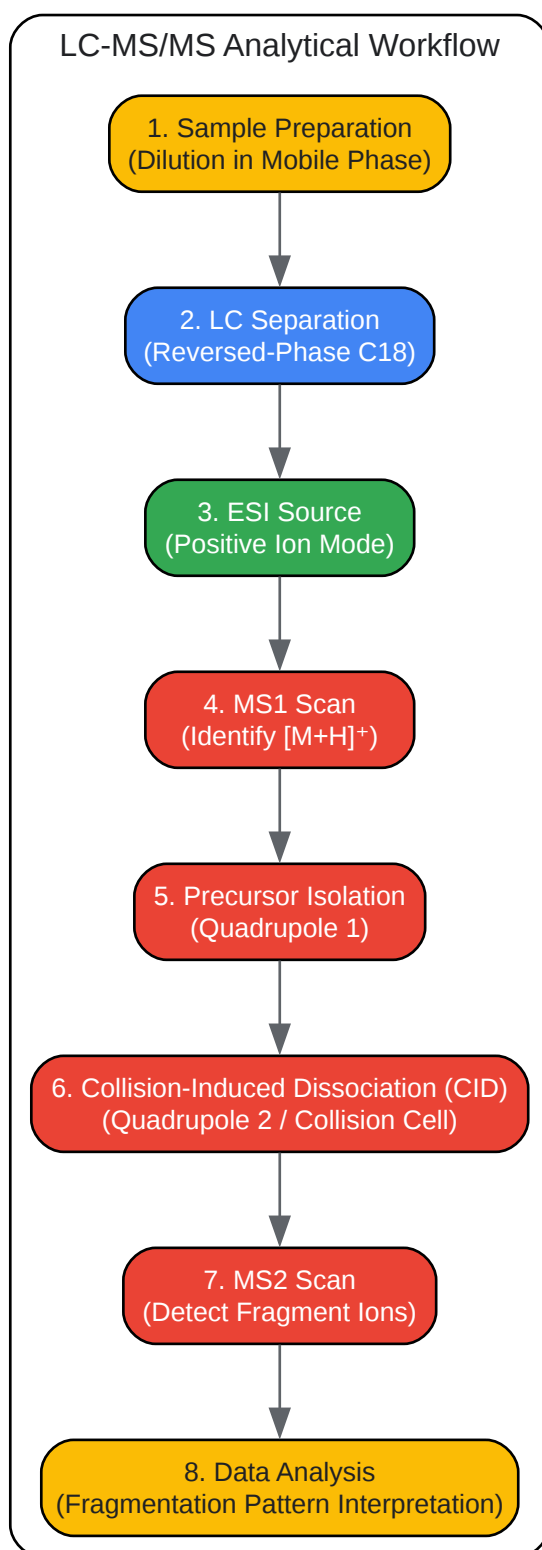 LC-MS/MS Analytical Workflow
1. Sample Preparation
(Dilution in Mobile Phase)
2. LC Separation
(Reversed-Phase C18)
3. ESI Source
(Positive Ion Mode)
4. MS1 Scan
(Identify [M+H]⁺)
5. Precursor Isolation
(Quadrupole 1)
6. Collision-Induced Dissociation (CID)
(Quadrupole 2 / Collision Cell)
7. MS2 Scan
(Detect Fragment Ions)
8. Data Analysis
(Fragmentation Pattern Interpretation)